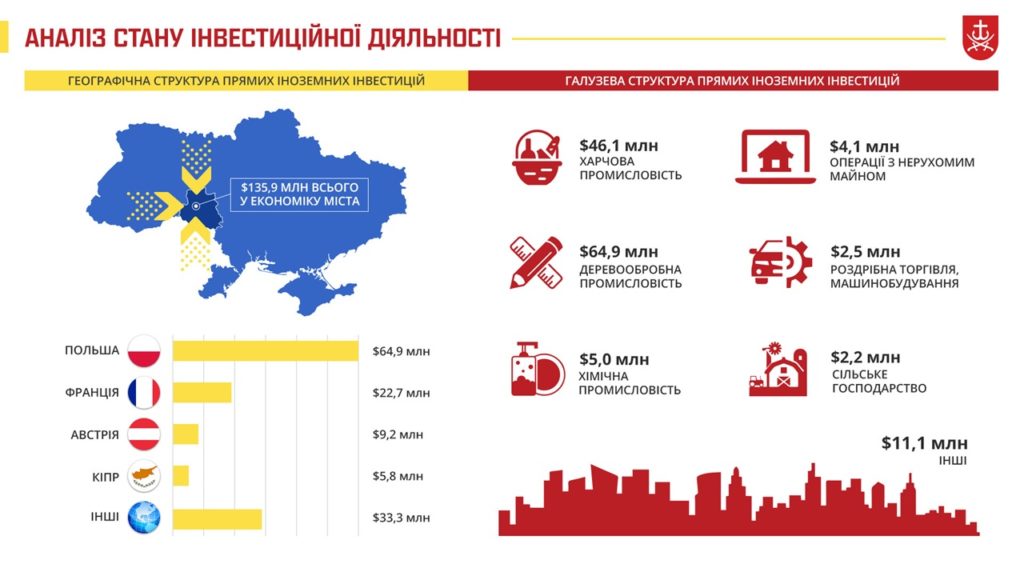 АНАЛІЗ СТАНУ ІНВЕСТИЦІЙНОЇ ДІЯЛЬНОСТІ
ГЕОГРАФІЧНА СТРУКТУРА ПРЯМИХ ІНОЗЕМНИХ ІНВЕСТИЦІЙ
$135,9 МЛН ВСЬОГО
У ЕКОНОМІКУ МІСТА
ПОЛЬША
$64,9 млн
ФРАНЦІЯ
$22,7 млн
АВСТРІЯ
$9,2 млн
КІПР
$5,8 млн
ІНШІ
$33,3 млн
ГАЛУЗЕВА СТРУКТУРА ПРЯМИХ ІНОЗЕМНИХ ІНВЕСТИЦІЙ
$46,1 млн
ХАРЧОВА
ПРОМИСЛОВІСТЬ
$4,1 млн
ОПЕРАЦІЇ З НЕРУХОМИМ
МАЙНОМ
$64,9 млн
ДЕРЕВООБРОБНА
ПРОМИСЛОВІСТЬ
$2,5 млн
РОЗДРІБНА ТОРГІВЛЯ,
МАШИНОБУДУВАННЯ
$5,0 млн
ХІМІЧНА
ПРОМИСЛОВІСТЬ
$2,2 млн
СІЛЬСЬКЕ
ГОСПОДАРСТВО
$11,1 млн
ІНШІ